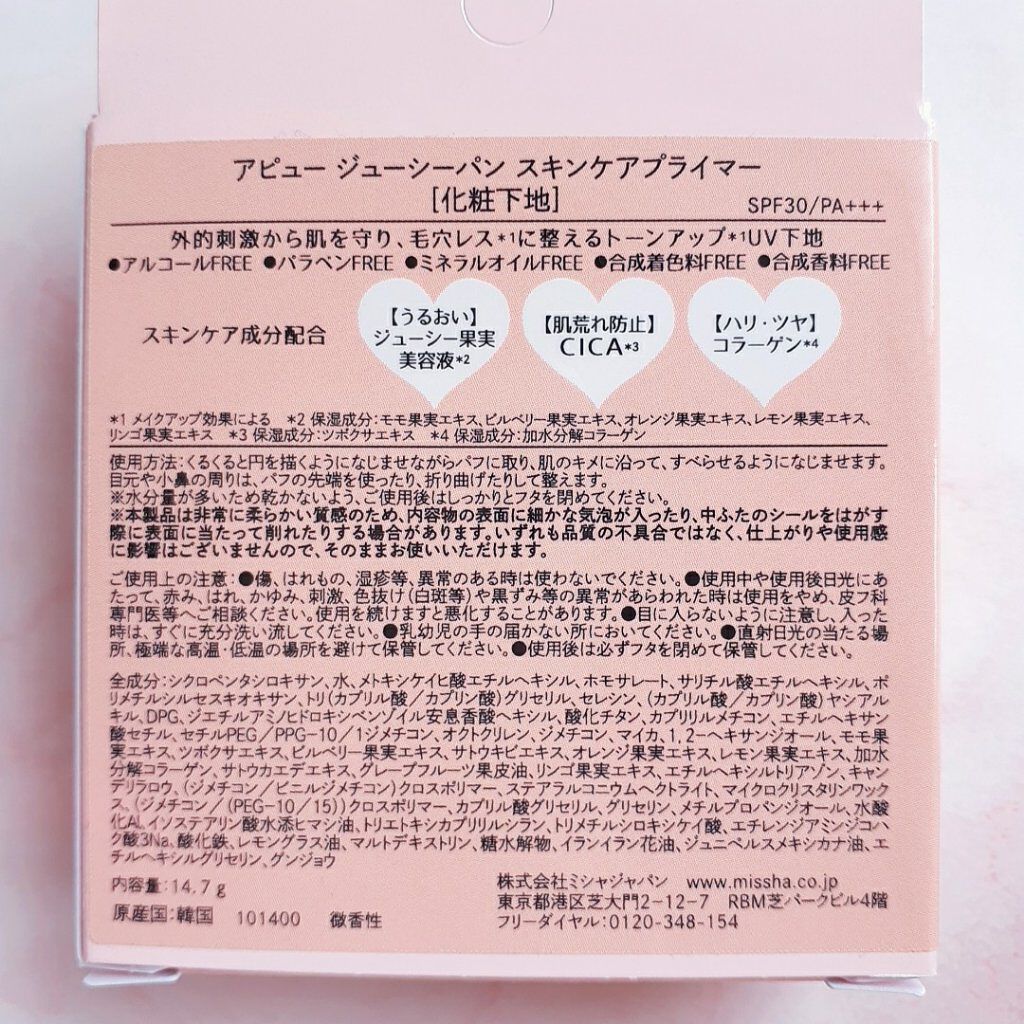 アピュー ジューシーパン スキンケアプライマー
[化粧下地]
SPF30/PA+++
外的刺激から肌を守り、毛穴レス*1に整えるトーンアップ*1UV下地
●アルコールFREE ●パラベンFREE ●ミネラルオイルFREE ●合成着色料FREE ●合成香料FREE
スキンケア成分配合
【うるおい】
ジューシー果実
美容液*2
【肌荒れ防止】
CICA*3
【ハリ・ツヤ】
コラーゲン*4
*1 メイクアップ効果による *2 保湿成分:モモ果実エキス、ビルベリー果実エキス、オレンジ果実エキス、レモン果実エキス、
リンゴ果実エキス *3 保湿成分:ツボクサエキス *4 保湿成分:加水分解コラーゲン
使用方法:くるくると円を描くようになじませながらパフに取り、肌のキメに沿って、すべらせるようになじませます。
目元や小鼻の周りは、パフの先端を使ったり、折り曲げたりして整えます。
※水分量が多いため乾かないよう、ご使用後はしっかりとフタを閉めてください。
※本製品は非常に柔らかい質感のため、内容物の表面に細かな気泡が入ったり、中ふたのシールをはがす
際に表面に当たって削れたりする場合があります。いずれも品質の不具合ではなく、仕上がりや使用感
に影響はございませんので、そのままお使いいただけます。
ご使用上の注意:●傷、はれもの、湿疹等、異常のある時は使わないでください。●使用中や使用後日光にあ
たって、赤み、はれ、かゆみ、刺激、色抜け(白斑等)や黒ずみ等の異常があらわれた時は使用をやめ、皮フ科
専門医等へご相談ください。使用を続けますと悪化することがあります。●目に入らないように注意し、入った
時は、すぐに充分洗い流してください。●乳幼児の手の届かない所においてください。●直射日光の当たる場
所、極端な高温・低温の場所を避けて保管してください。●使用後は必ずフタを閉めて保管してください。
全成分:シクロペンタシロキサン、水、メトキシケイヒ酸エチルヘキシル、ホモサレート、サリチル酸エチルヘキシル、ポ
リメチルシルセスキオキサン、トリ(カプリル酸/カプリン酸)グリセリル、セレシン、(カプリル酸/カプリン酸)ヤシアル
キル、DPG、ジエチルアミノヒドロキシベンゾイル安息香酸ヘキシル、酸化チタン、カプリリルメチコン、エチルヘキサン
酸セチル、セチルPEG/PPG-10/1ジメチコン、オクトクリレン、ジメチコン、マイカ、1,2-ヘキサンジオール、モモ果
実エキス、ツボクサエキス、ビルベリー果実エキス、サトウキビエキス、オレンジ果実エキス、レモン果実エキス、加水
分解コラーゲン、サトウカエデエキス、グレープフルーツ果皮油、リンゴ果実エキス、エチルヘキシルトリアゾン、キャン
デリラロウ、(ジメチコン/ビニルジメチコン)クロスポリマー、ステアラルコニウムヘクトライト、マイクロクリスタリンワック
ス、(ジメチコン/(PEG-10/15))クロスポリマー、カプリル酸グリセリル、グリセリン、メチルプロパンジオール、水酸
化Al、イソステアリン酸水添ヒマシ油、トリエトキシカプリリルシラン、トリメチルシロキシケイ酸、エチレンジアミンジコハ
ク酸3Na、酸化鉄、レモングラス油、マルトデキストリン、糖水解物、イランイラン花油、ジュニペルスメキシカナ油、エ
チルヘキシルグリセリン、グンジョウ
内容量:14.7g
原産国:韓国 101400 微香性
株式会社ミシャジャパン www.missha.co.jp
東京都港区芝大門2-12-7 RBM芝パークビル4階
フリーダイヤル:0120-348-154